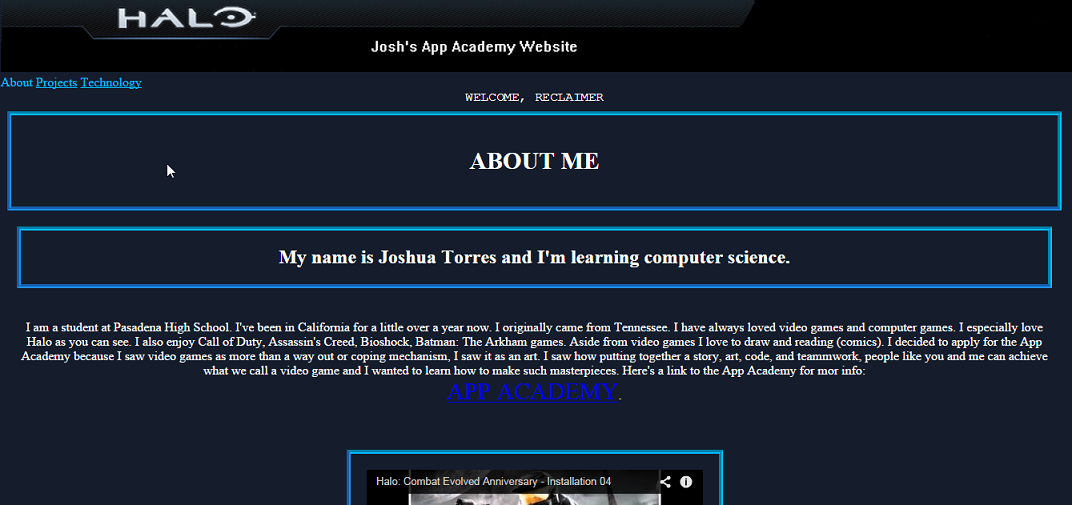 HALO
Josh's App Academy Website
About Projects Technology
WELCOME, RECLAIMER
ABOUT ME
My name is Joshua Torres and I'm learning computer science.
I am a student at Pasadena High School. I've been in California for a little over a year now. I originally came from Tennessee. I have always loved video games and computer games. I especially love
Halo as you can see. I also enjoy Call of Duty, Assassin's Creed, Bioshock, Batman: The Arkham games. Aside from video games I love to draw and reading (comics). I decided to apply for the App
Academy because I saw video games as more than a way out or coping mechanism, I saw it as an art. I saw how putting together a story, art, code, and teammwork, people like you and me can achieve
what we call a video game and I wanted to learn how to make such masterpieces. Here's a link to the App Academy for mor info:
APP ACADEMY.
Halo: Combat Evolved Anniversary - Installation 04